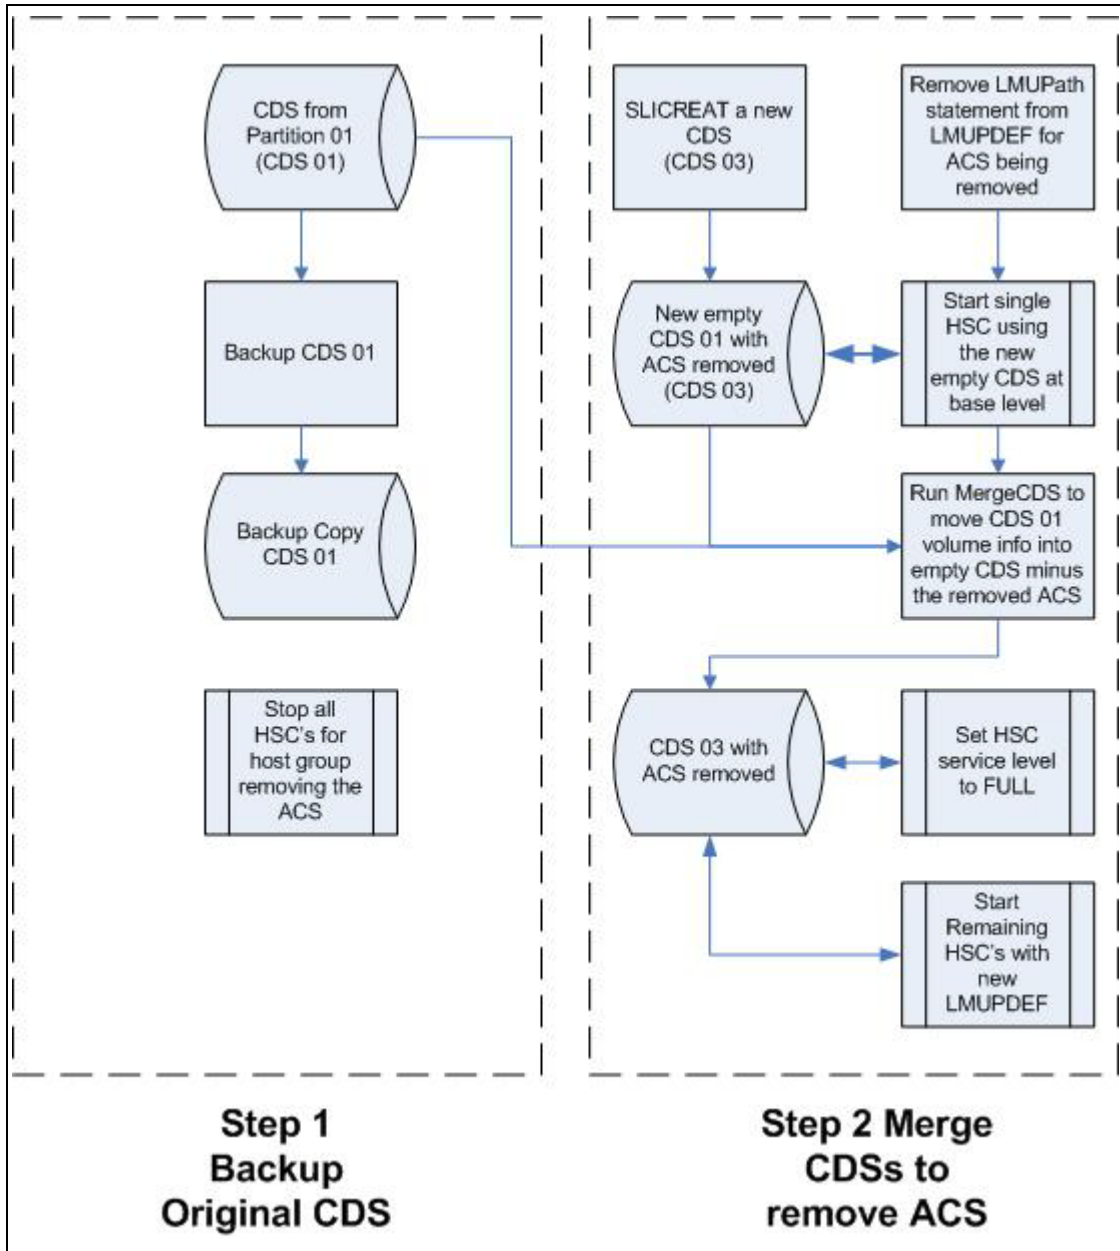 CDS from
Partition 01
(CDS 01)
Backup CDS 01
Backup Copy
CDS 01
Stop all
HSC's for
host group
removing the
ACS
SLICREAT a new
CDS
(CDS 03)
Remove LMUPath
statement from
LMUPDEF for
ACS being
removed
New empty
CDS 01 with
ACS removed
(CDS 03)
Start single
HSC using
the new
empty CDS at
base level
Run MergeCDS to
move CDS 01
volume info into
empty CDS minus
the removed ACS
CDS 03 with
ACS removed
Set HSC
service level
to FULL
Start
Remaining
HSC's with
new
LMUPDEF
Step 1
Backup
Original CDS
Step 2 Merge
CDSs to
remove ACS